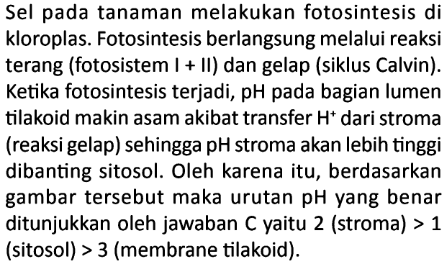 Sel pada tanaman melakukan fotosintesis di
kloroplas. Fotosintesis berlangsung melalui reaksi
terang (fotosistem I + II) dan gelap (siklus Calvin).
Ketika fotosintesis terjadi, pH pada bagian lumen
tilakoid makin asam akibat transfer H⁺ dari stroma
(reaksi gelap) sehingga pH stroma akan lebih tinggi
dibanting sitosol. Oleh karena itu, berdasarkan
gambar tersebut maka urutan pH yang benar
ditunjukkan oleh jawaban C yaitu 2 (stroma) > 1
(sitosol) > 3 (membrane tilakoid).